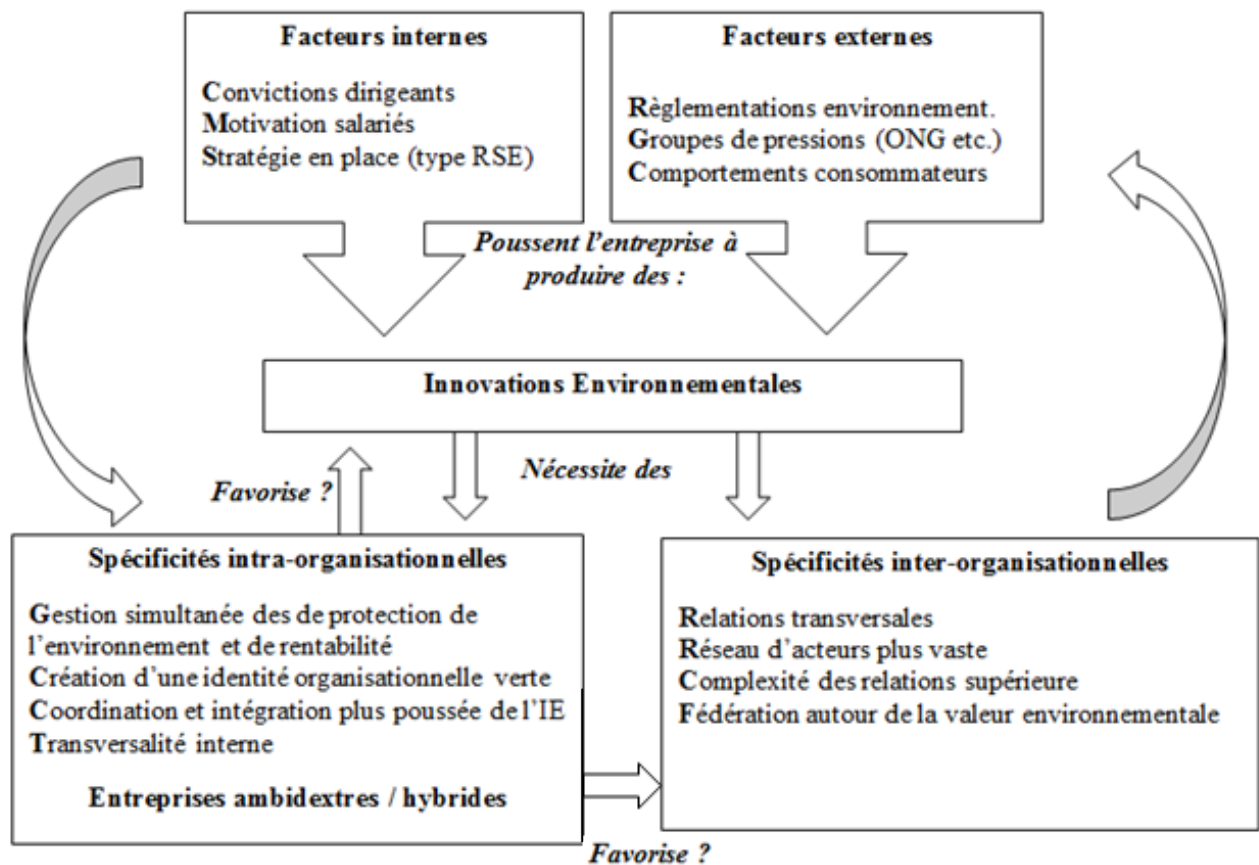 Facteurs internes
Convictions dirigeants
Motivation salariés
Stratégie en place (type RSE)
Facteurs externes
Règlementations environnement.
Groupes de pressions (ONG etc.)
Comportements consommateurs
Poussent l'entreprise à
produire des :
Innovations Environnementales
Favorise ?
Nécessite des
Spécificités intra-organisationnelles
Gestion simultanée des de protection de
l'environnement et de rentabilité
Création d'une identité organisationnelle verte
Coordination et intégration plus poussée de l'IE
Transversalité interne
Entreprises ambidextres / hybrides
Spécificités inter-organisationnelles
Relations transversales
Réseau d'acteurs plus vaste
Complexité des relations supérieure
Fédération autour de la valeur environnementale
Favorise ?